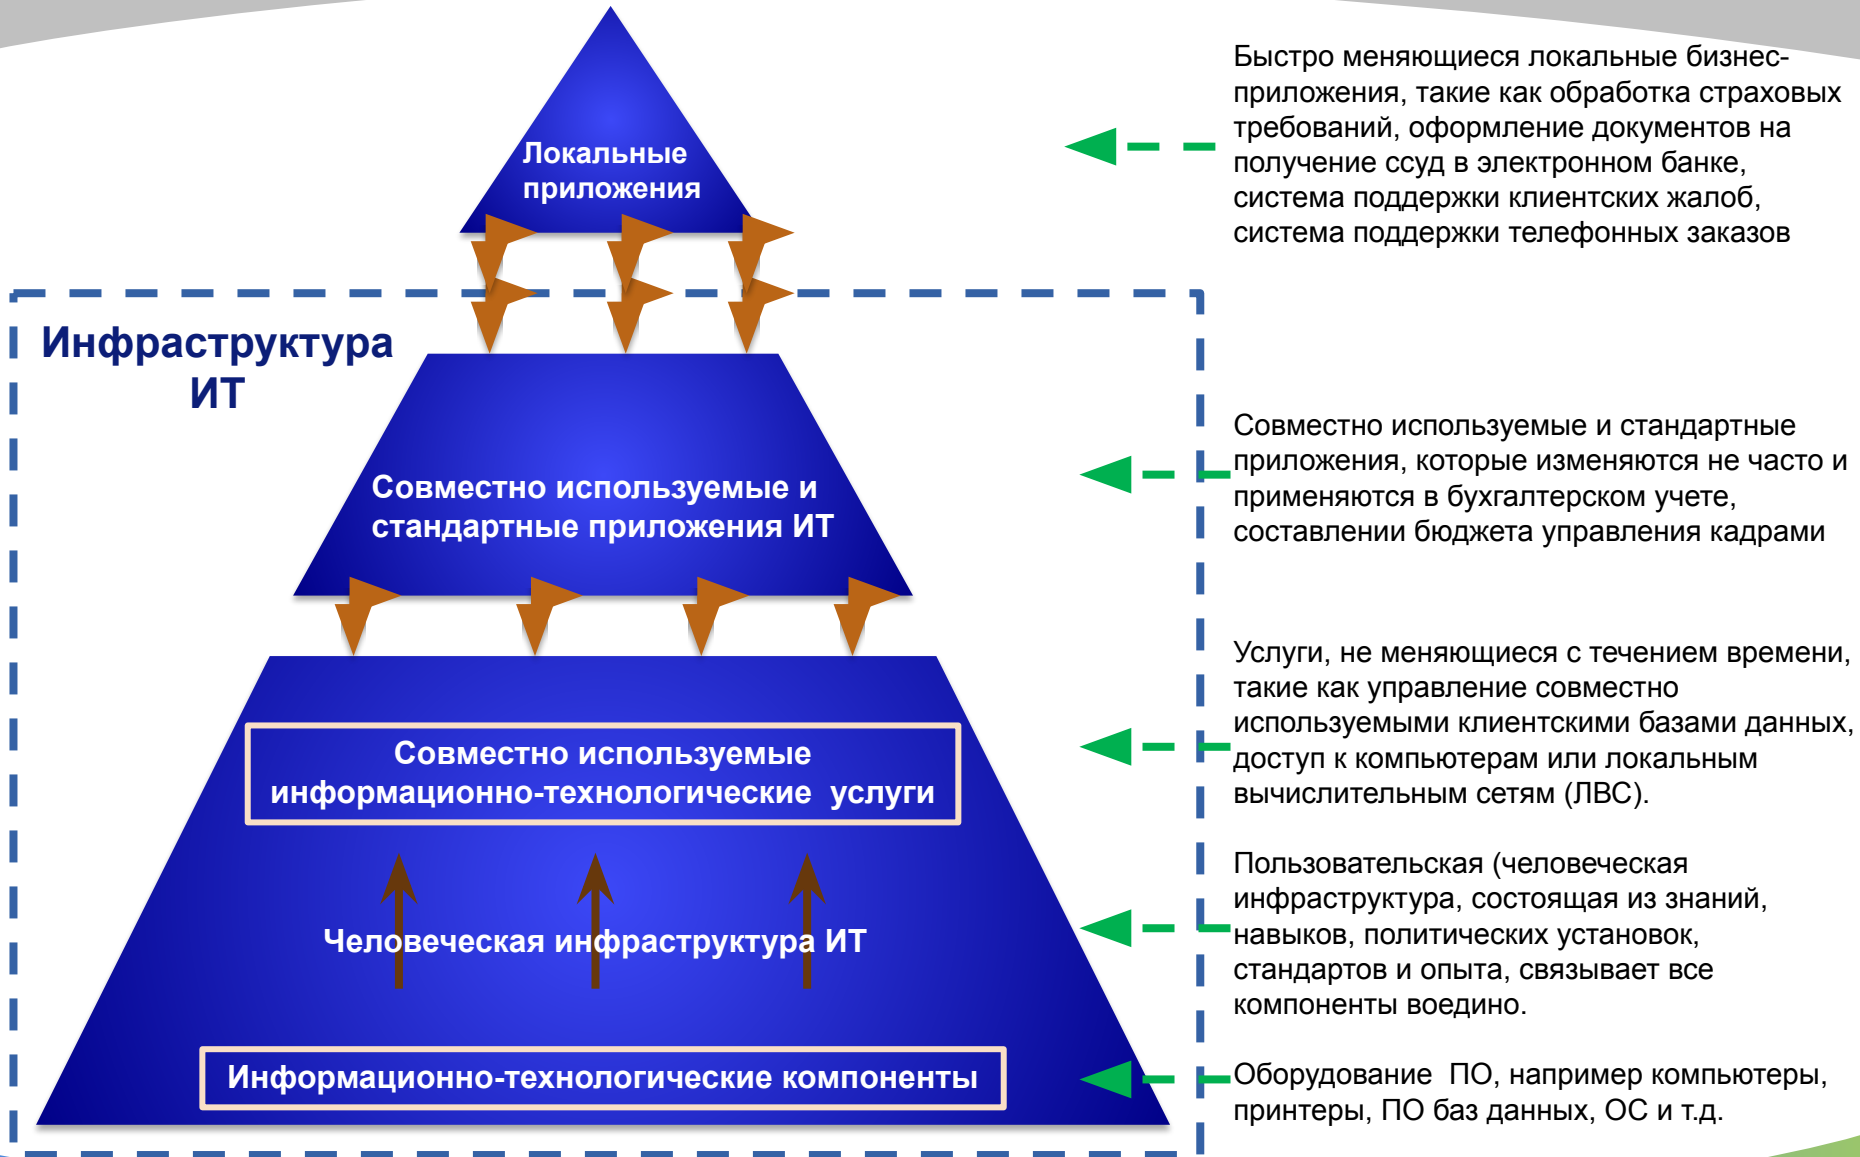 Локальные
приложения
Быстро меняющиеся локальные бизнес-
приложения, такие как обработка страховых
требований, оформление документов на
получение ссуд в электронном банке,
система поддержки клиентских жалоб,
система поддержки телефонных заказов
Инфраструктура
ИТ
Совместно используемые и
стандартные приложения ИТ
Совместно используемые и стандартные
приложения, которые изменяются не часто и
применяются в бухгалтерском учете,
составлении бюджета управления кадрами
Совместно используемые
информационно-технологические  услуги
Услуги, не меняющиеся с течением времени,
такие как управление совместно
используемыми клиентскими базами данных,
доступ к компьютерам или локальным
вычислительным сетям (ЛВС).
Человеческая инфраструктура ИТ
Пользовательская (человеческая
инфраструктура, состоящая из знаний,
навыков, политических установок,
стандартов и опыта, связывает все
компоненты воедино.
Информационно-технологические компоненты
Оборудование  ПО, например компьютеры,
принтеры, ПО баз данных, ОС и т.д.